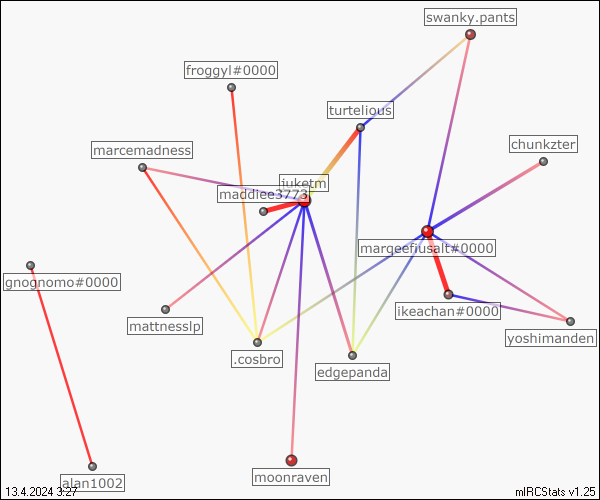 swanky.pants
froggyl#0000
turtelious
marcemadness
chunkzter
juketm
maddiee3773
margeefiusalt#0000
gnognomo#0000
ikeachan#0000
mattnesslp
yoshimanden
.cosbro
edgepanda
moonraven
alan1002
13.4.2024 3:27
mIRCStats v1.25